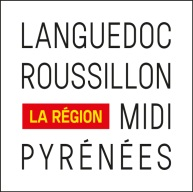 LANGUEDOC
ROUSSILLON
LA RÉGION MIDI
PYRÉNÉES